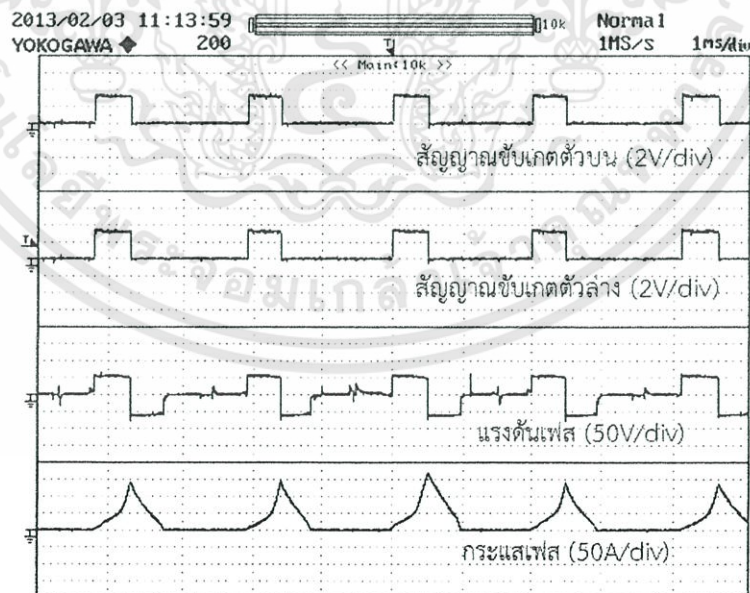 2013/02/03 11:13:59 10k Normal
YOKOGAWA ◆ 200 1MS/s 1ms/div
<< Main:10k >>
สัญญาณขับเกตตัวบน (2V/div)
สัญญาณขับเกตตัวล่าง (2V/div)
แรงดันเฟส (50V/div)
กระแสเฟส (50A/div)